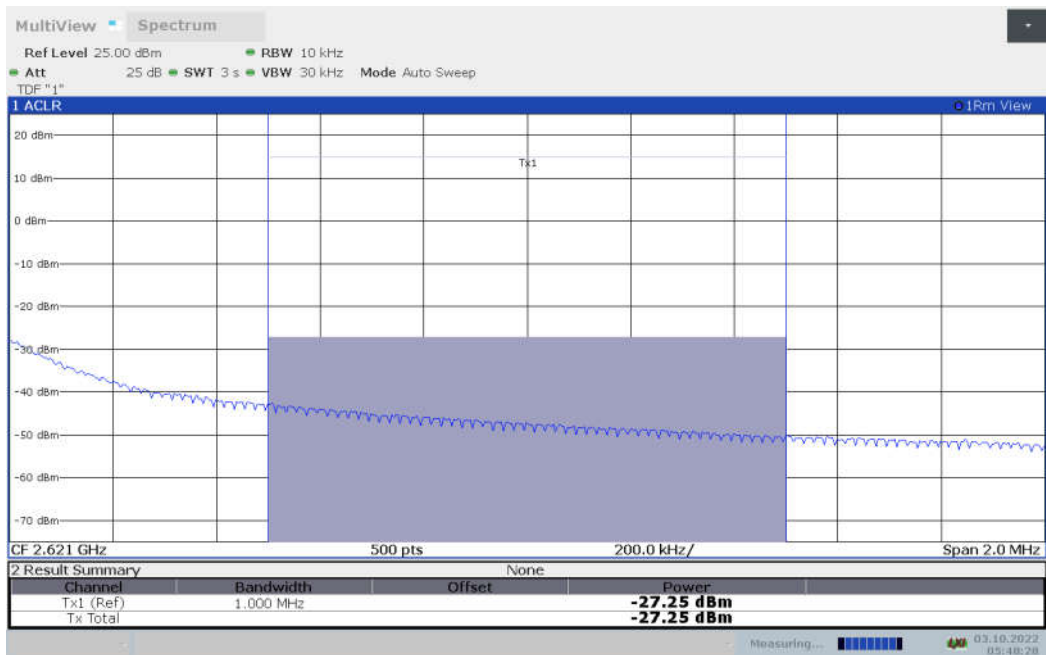 MultiView Spectrum
Ref Level 25.00 dBm RBW 10 kHz
Att 25 dB SWT 3 s VBW 30 kHz Mode Auto Sweep
TDF "1"
1 ACLR 1Rm View
20 dBm
Tx1
10 dBm
0 dBm
-10 dBm
-20 dBm
-30 dBm
-40 dBm
-50 dBm
-60 dBm
-70 dBm
CF 2.621 GHz 500 pts 200.0 kHz/ Span 2.0 MHz
2 Result Summary None
Channel Bandwidth Offset Power
Tx1 (Ref) 1.000 MHz -27.25 dBm
Tx Total -27.25 dBm
Measuring... 03.10.2022
05:48:28